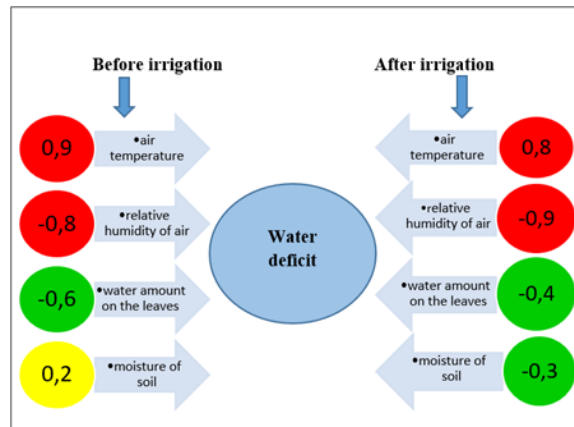 Before irrigation
After irrigation
0,9
•air
temperature
-0,8
•relative
humidity of air
-0,6
•water amount
on the leaves
0,2
•moisture of
soil
Water
deficit
•air
temperature
0,8
•relative
humidity of air
-0,9
•water amount
on the leaves
-0,4
•moisture of
soil
-0,3